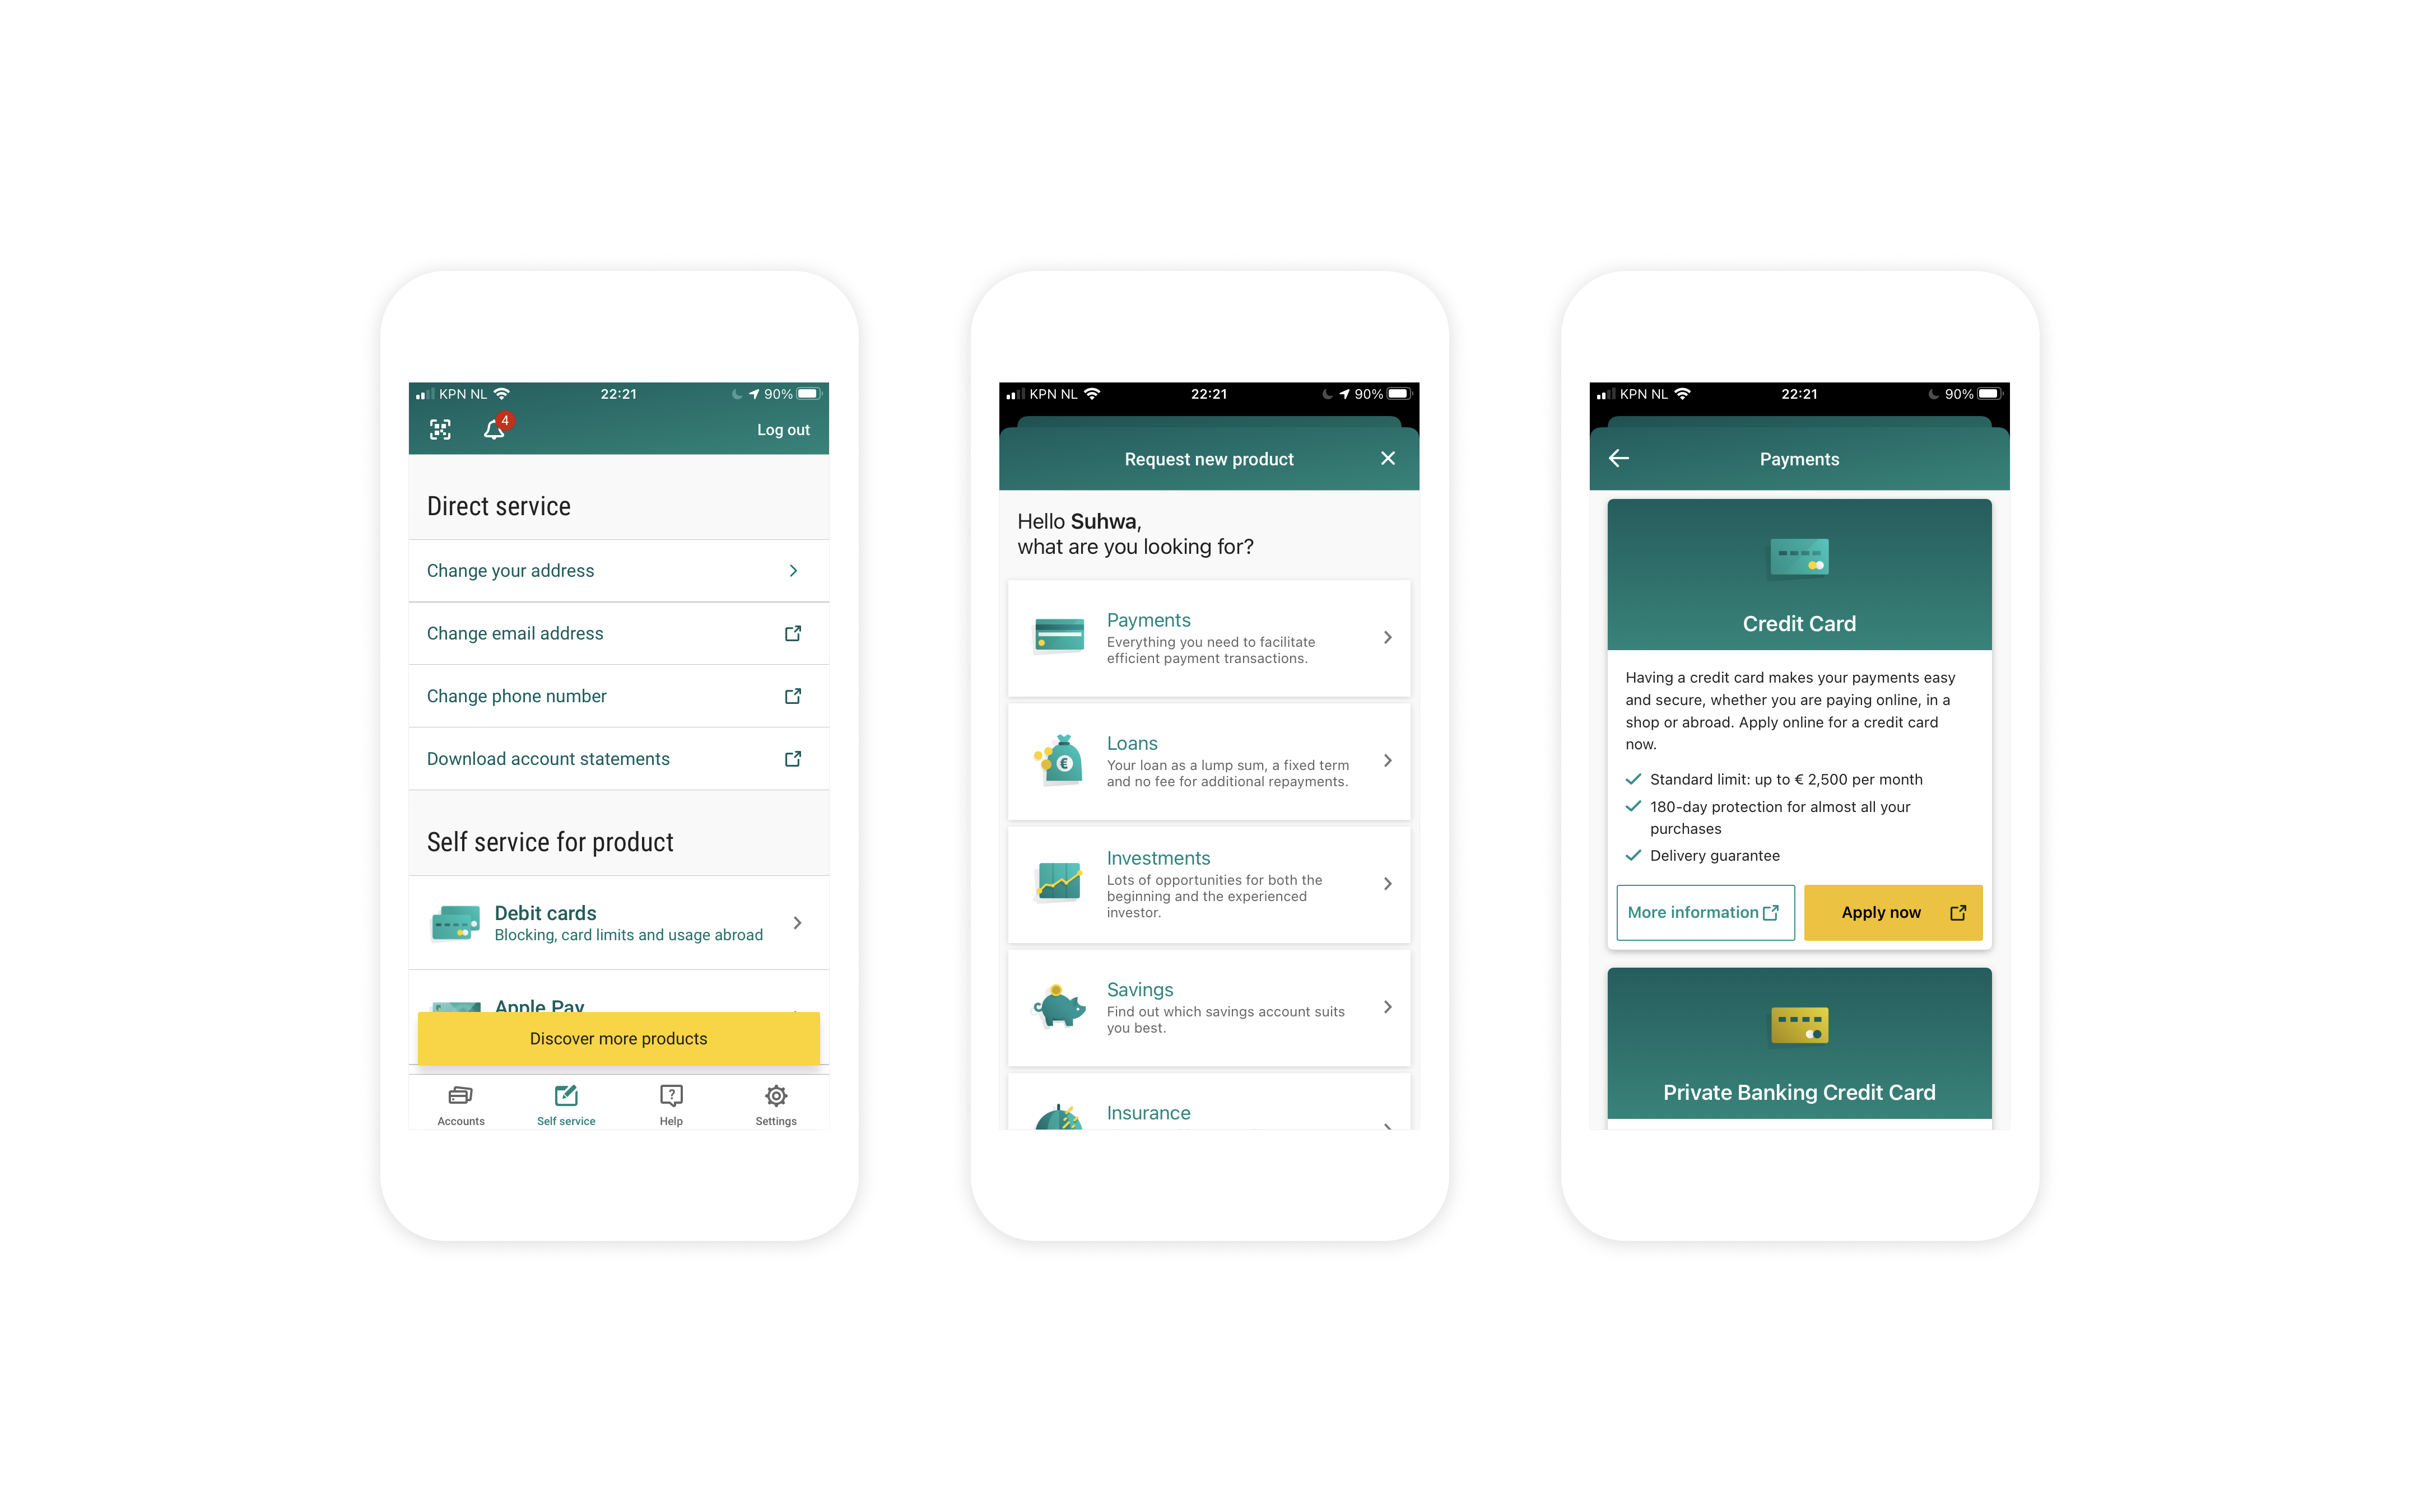 KPN NL 22:21 90%
4 Log out
Direct service
Change your address
Change email address
Change phone number
Download account statements
Self service for product
Debit cards
Blocking, card limits and usage abroad
Apple Pay
Discover more products
Accounts Self service Help Settings
KPN NL 22:21 90%
Request new product
Hello Suhwa,
what are you looking for?
Payments
Everything you need to facilitate
efficient payment transactions.
Loans
Your loan as a lump sum, a fixed term
and no fee for additional repayments.
Investments
Lots of opportunities for both the
beginning and the experienced
investor.
Savings
Find out which savings account suits
you best.
Insurance
KPN NL 22:21 90%
Payments
Credit Card
Having a credit card makes your payments easy
and secure, whether you are paying online, in a
shop or abroad. Apply online for a credit card
now.
Standard limit: up to € 2,500 per month
180-day protection for almost all your
purchases
Delivery guarantee
More information Apply now
Private Banking Credit Card